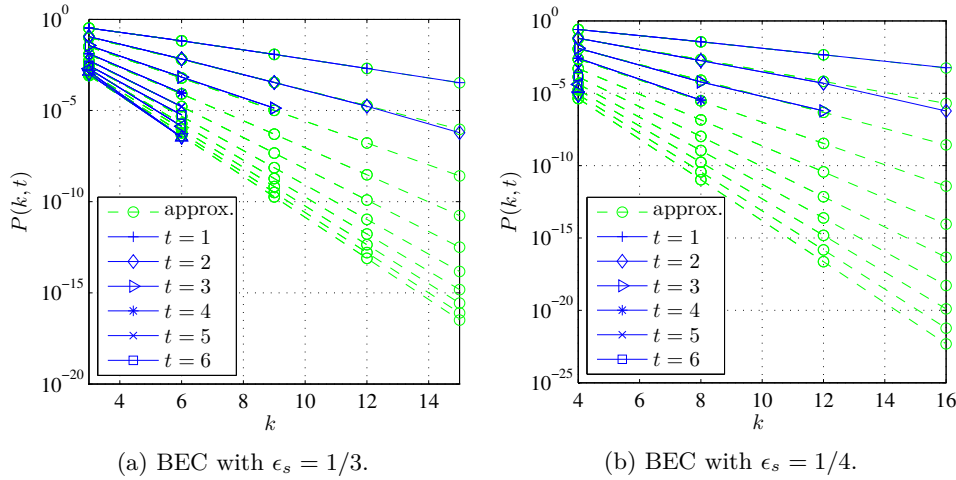 10^0
10^-5
10^-10
10^-15
10^-20
P(k, t)
approx.
t = 1
t = 2
t = 3
t = 4
t = 5
t = 6
4 6 8 10 12 14
k
(a) BEC with ϵ_s = 1/3.
10^0
10^-5
10^-10
10^-15
10^-20
10^-25
P(k, t)
approx.
t = 1
t = 2
t = 3
t = 4
t = 5
t = 6
4 6 8 10 12 14 16
k
(b) BEC with ϵ_s = 1/4.